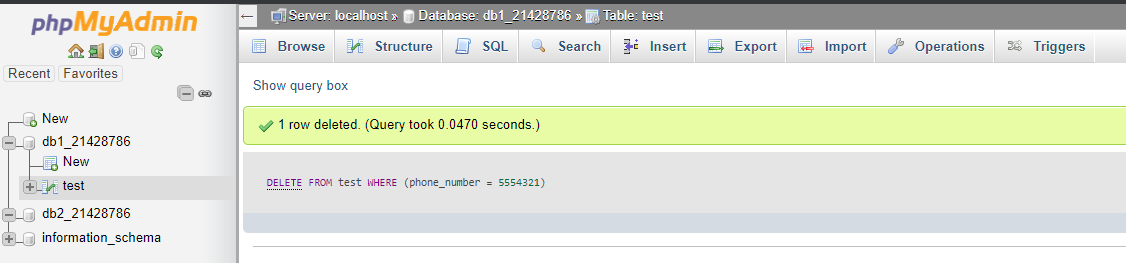 phpMyAdmin
Recent Favorites
New
db1_21428786
New
test
db2_21428786
information_schema
Server: localhost » Database: db1_21428786 » Table: test
Browse Structure SQL Search Insert Export Import Operations Triggers
Show query box
1 row deleted. (Query took 0.0470 seconds.)
DELETE FROM test WHERE (phone_number = 5554321)